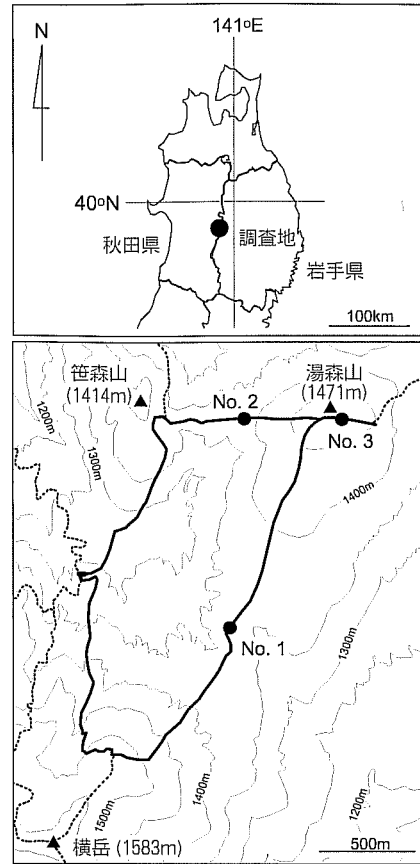 N
141°E
40°N
秋田県
調査地
岩手県
100km
笹森山
(1414m)
湯森山
(1471m)
No. 2
No. 3
1200m
1300m
1400m
No. 1
1300m
1400m
1500m
1200m
横岳 (1583m)
500m